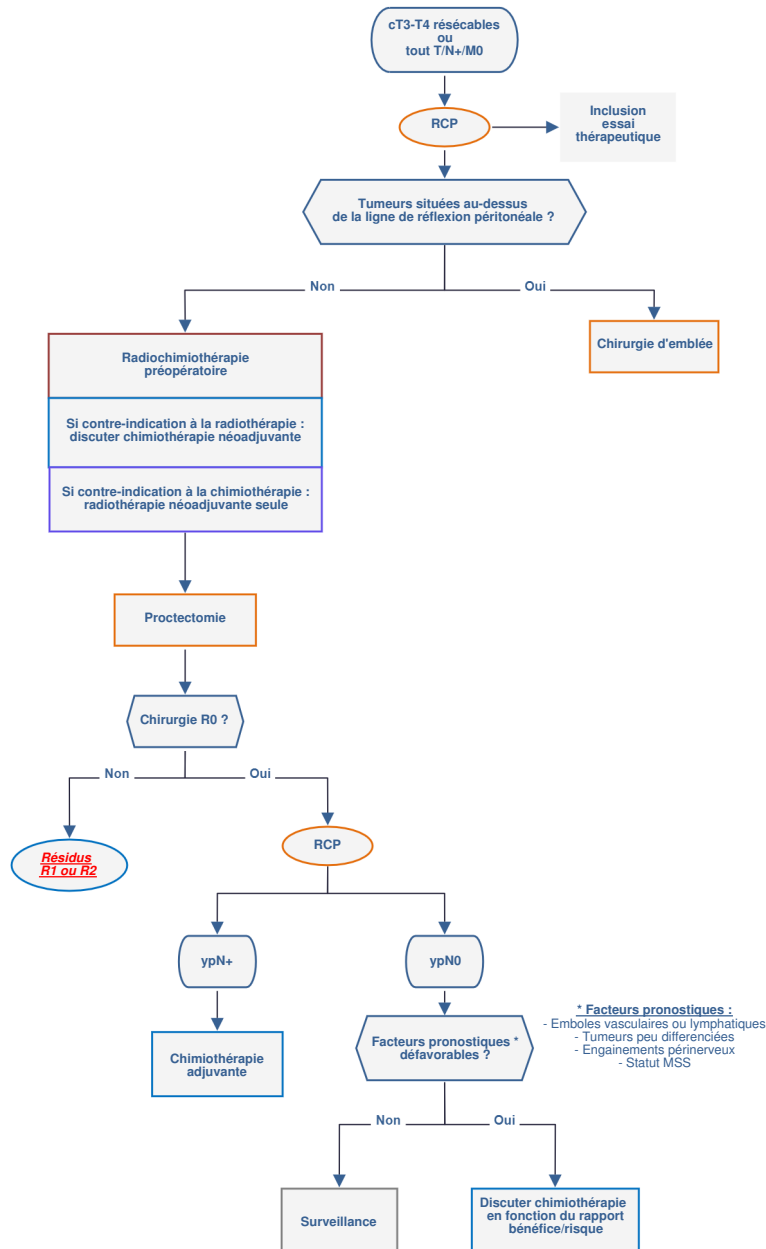 cT3-T4 résécables
ou
tout T/N+/M0
RCP
Inclusion
essai
thérapeutique
Tumeurs situées au-dessus
de la ligne de réflexion péritonéale ?
Non
Oui
Radiochimiothérapie
préopératoire
Chirurgie d'emblée
Si contre-indication à la radiothérapie :
discuter chimiothérapie néoadjuvante
Si contre-indication à la chimiothérapie :
radiothérapie néoadjuvante seule
Proctectomie
Chirurgie R0 ?
Non
Oui
Résidus
R1 ou R2
RCP
ypN+
ypN0
Chimiothérapie
adjuvante
Facteurs pronostiques *
défavorables ?
* Facteurs pronostiques :
- Emboles vasculaires ou lymphatiques
- Tumeurs peu differenciées
- Engainements périnerveux
- Statut MSS
Non
Oui
Surveillance
Discuter chimiothérapie
en fonction du rapport
bénéfice/risque